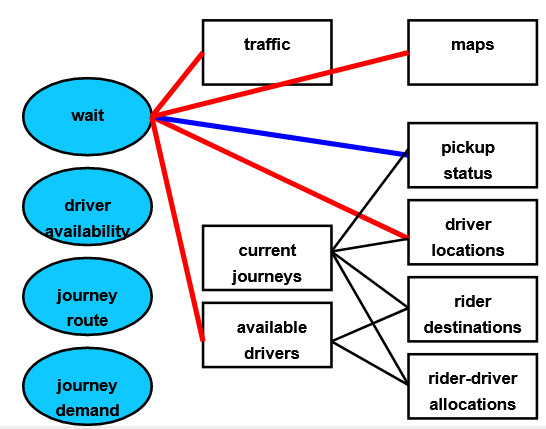 traffic
maps
wait
pickup
status
driver
availability
driver
locations
current
journeys
journey
route
rider
destinations
available
drivers
journey
demand
rider-driver
allocations